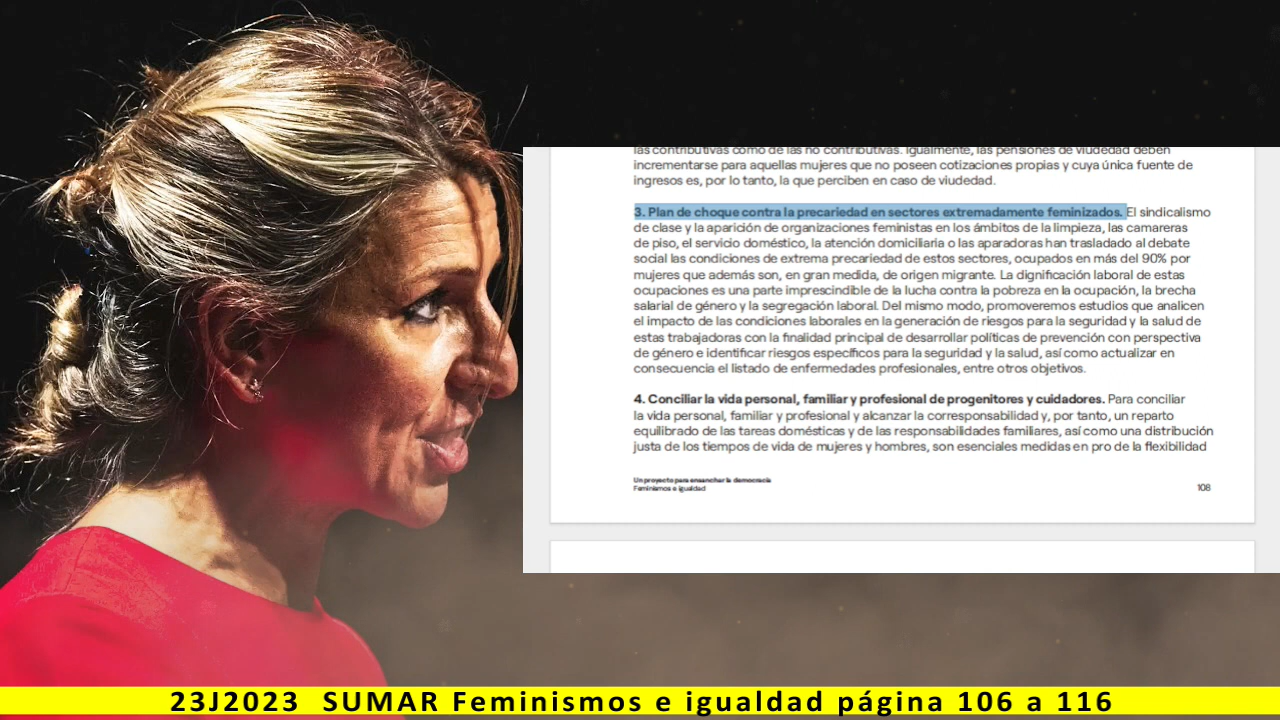 las contributivas como de las no contributivas. Igualmente, las pensiones de viudedad deben
incrementarse para aquellas mujeres que no poseen cotizaciones propias y cuya única fuente de
ingresos es, por lo tanto, la que perciben en caso de viudedad.
3. Plan de choque contra la precariedad en sectores extremadamente feminizados. El sindicalismo
de clase y la aparición de organizaciones feministas en los ámbitos de la limpieza, las camareras
de piso, el servicio doméstico, la atención domiciliaria o las aparadoras han trasladado al debate
social las condiciones de extrema precariedad de estos sectores, ocupados en más del 90% por
mujeres que además son, en gran medida, de origen migrante. La dignificación laboral de estas
ocupaciones es una parte imprescindible de la lucha contra la pobreza en la ocupación, la brecha
salarial de género y la segregación laboral. Del mismo modo, promoveremos estudios que analicen
el impacto de las condiciones laborales en la generación de riesgos para la seguridad y la salud de
estas trabajadoras con la finalidad principal de desarrollar políticas de prevención con perspectiva
de género e identificar riesgos específicos para la seguridad y la salud, así como actualizar en
consecuencia el listado de enfermedades profesionales, entre otros objetivos.
4. Conciliar la vida personal, familiar y profesional de progenitores y cuidadores. Para conciliar
la vida personal, familiar y profesional y alcanzar la corresponsabilidad y, por tanto, un reparto
equilibrado de las tareas domésticas y de las responsabilidades familiares, así como una distribución
justa de los tiempos de vida de mujeres y hombres, son esenciales medidas en pro de la flexibilidad
Un proyecto para ensanchar la democracia
Feminismos e igualdad 108
23J2023 SUMAR Feminismos e igualdad página 106 a 116